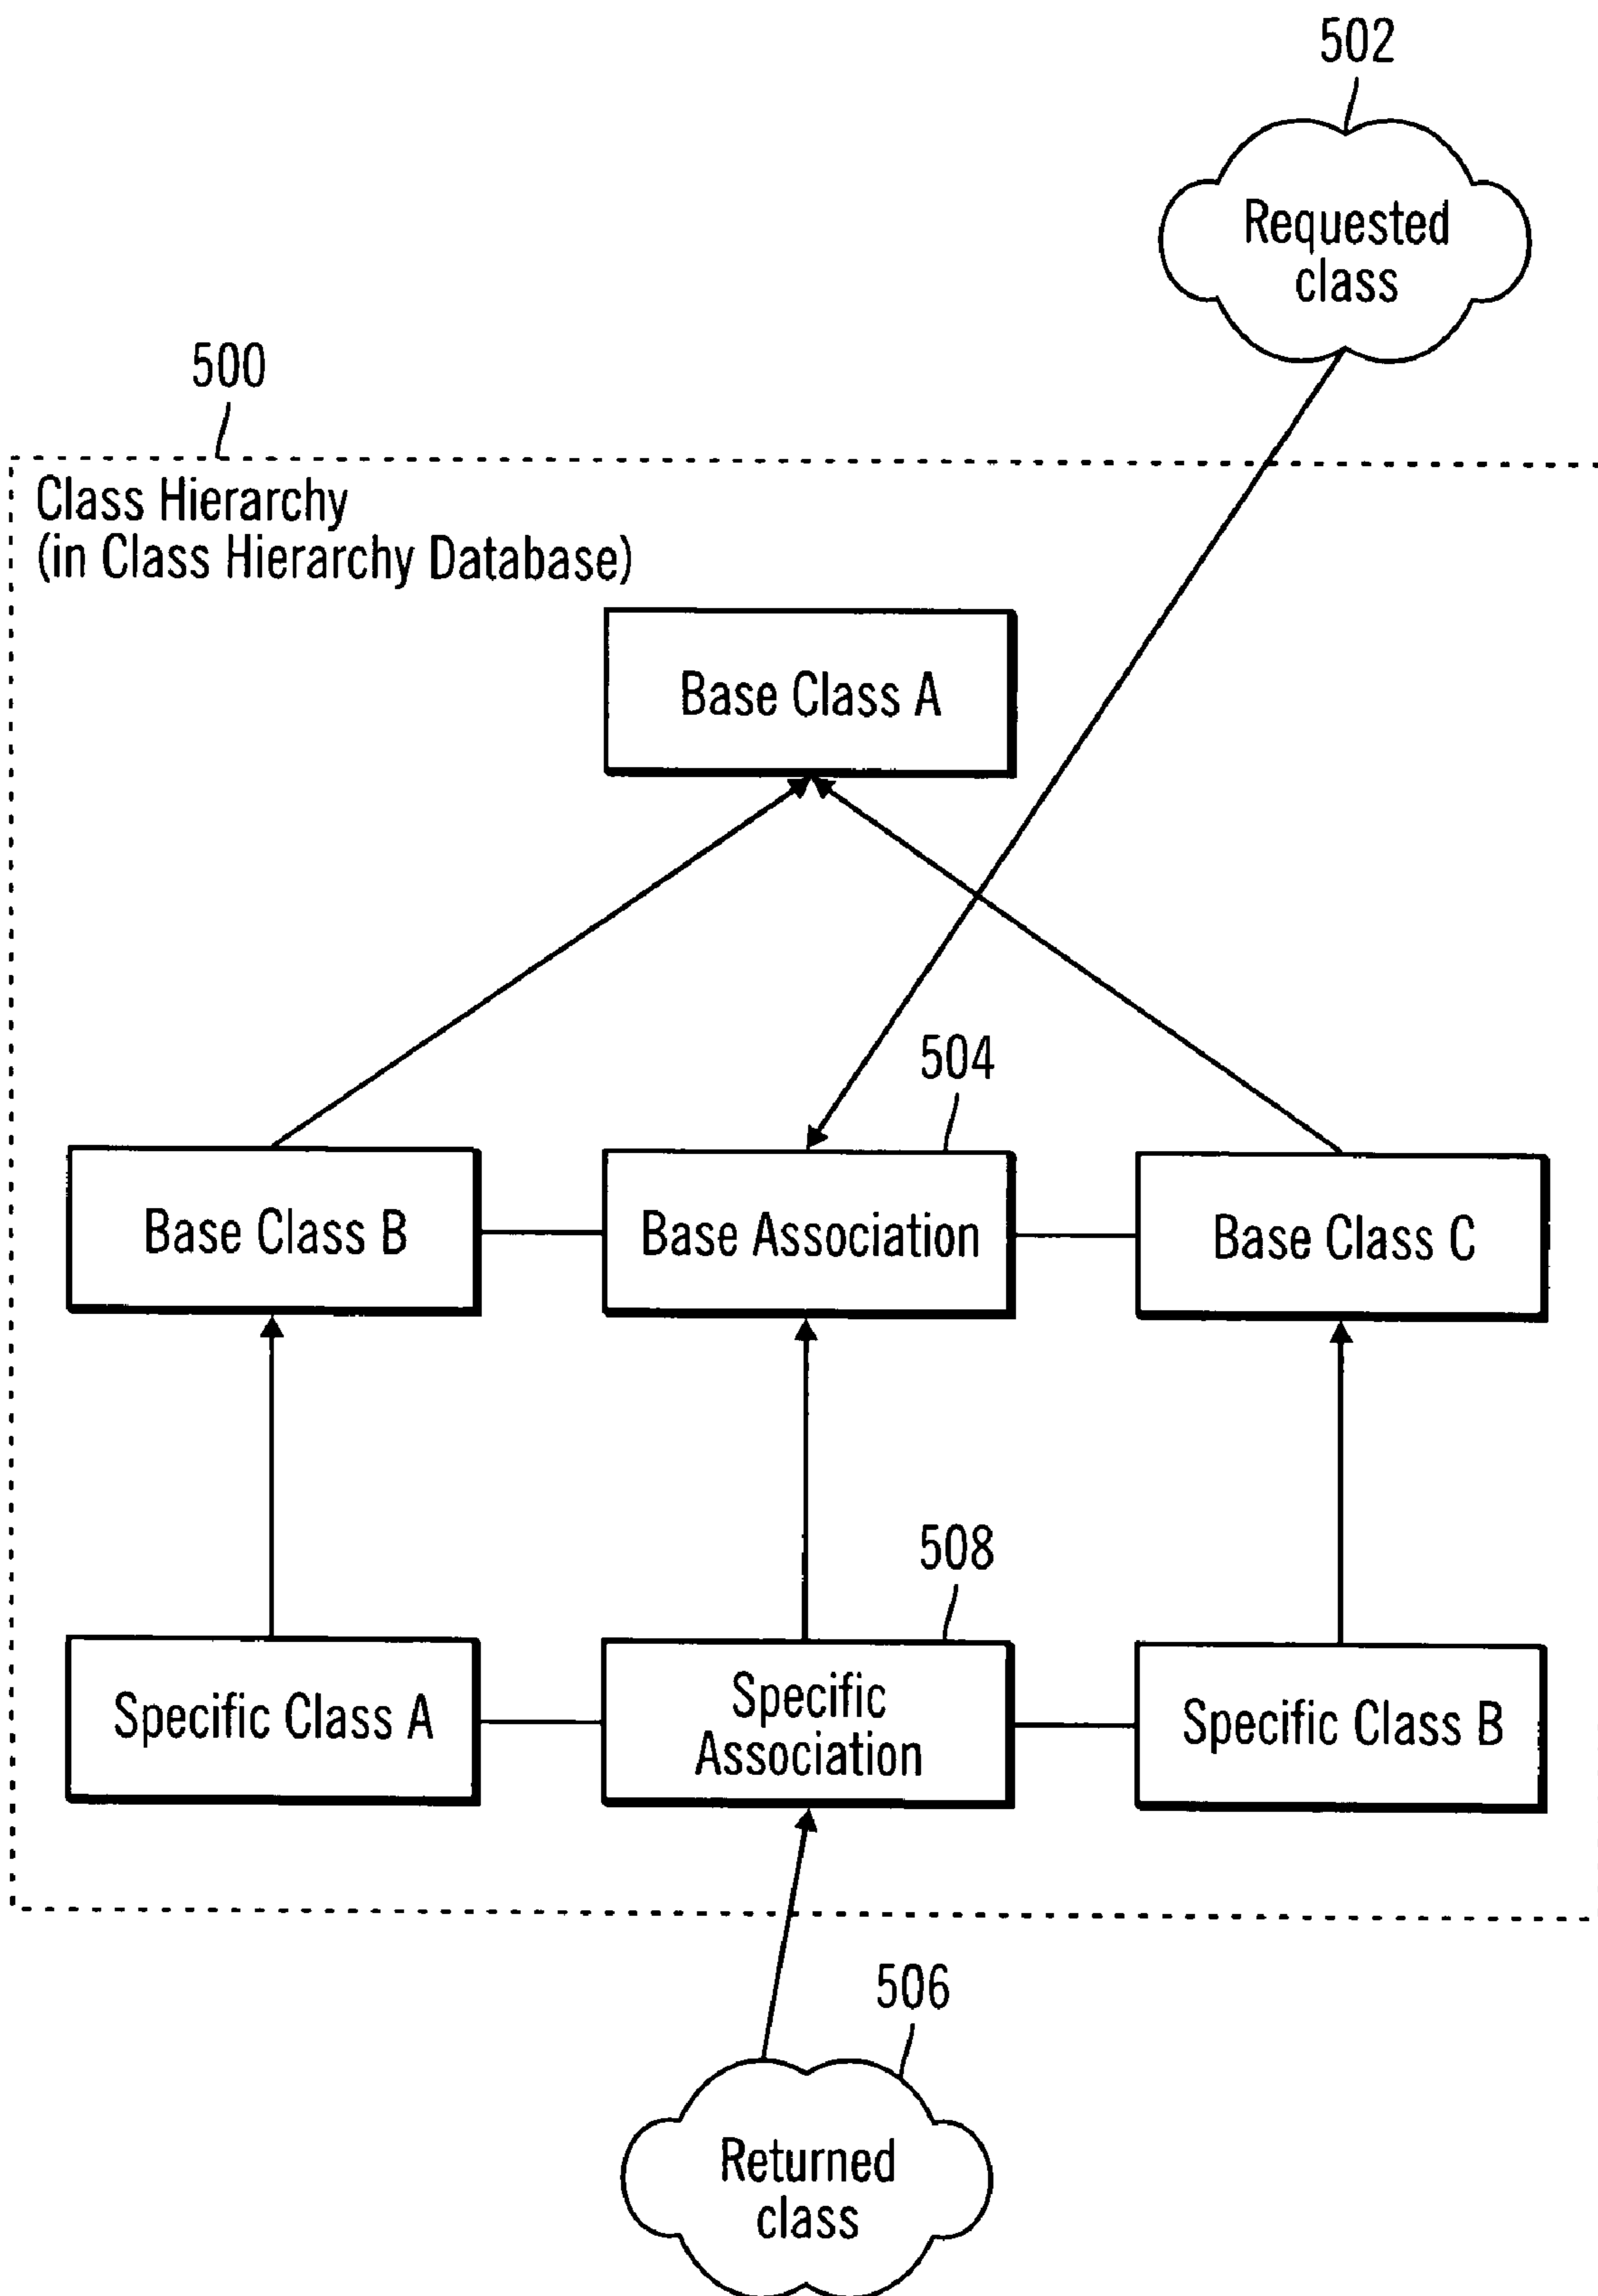 502
Requested
class
500
Class Hierarchy
(in Class Hierarchy Database)
Base Class A
504
Base Class B
Base Association
Base Class C
508
Specific Class A
Specific
Association
Specific Class B
506
Returned
class